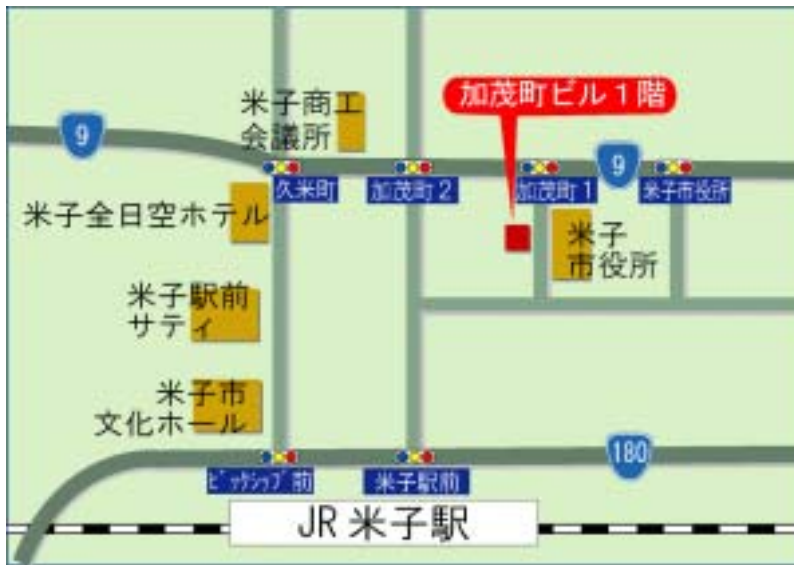 米子商工
会議所
加茂町ビル１階
9
9
久米町
加茂町２
加茂町１
米子市役所
米子全日空ホテル
米子
市役所
米子駅前
サティ
米子市
文化ホール
180
ﾋﾞｯｸﾞｼｯﾌﾟ前
米子駅前
JR 米子駅